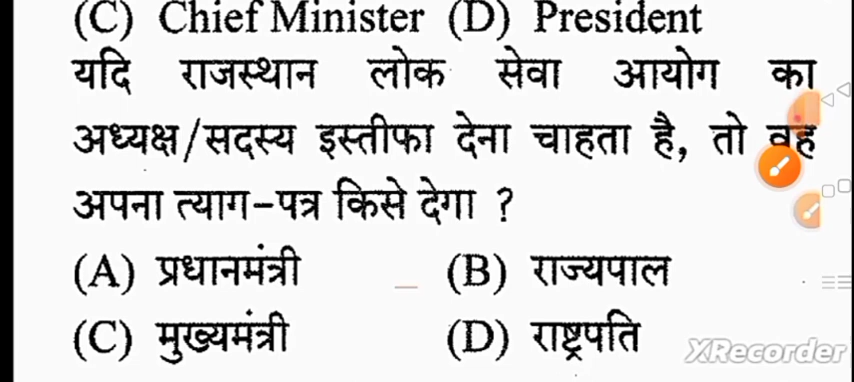 (C) Chief Minister (D) President
यदि राजस्थान लोक सेवा आयोग का
अध्यक्ष/सदस्य इस्तीफा देना चाहता है, तो वह
अपना त्याग-पत्र किसे देगा ?
(A) प्रधानमंत्री (B) राज्यपाल
(C) मुख्यमंत्री (D) राष्ट्रपति
XRecorder